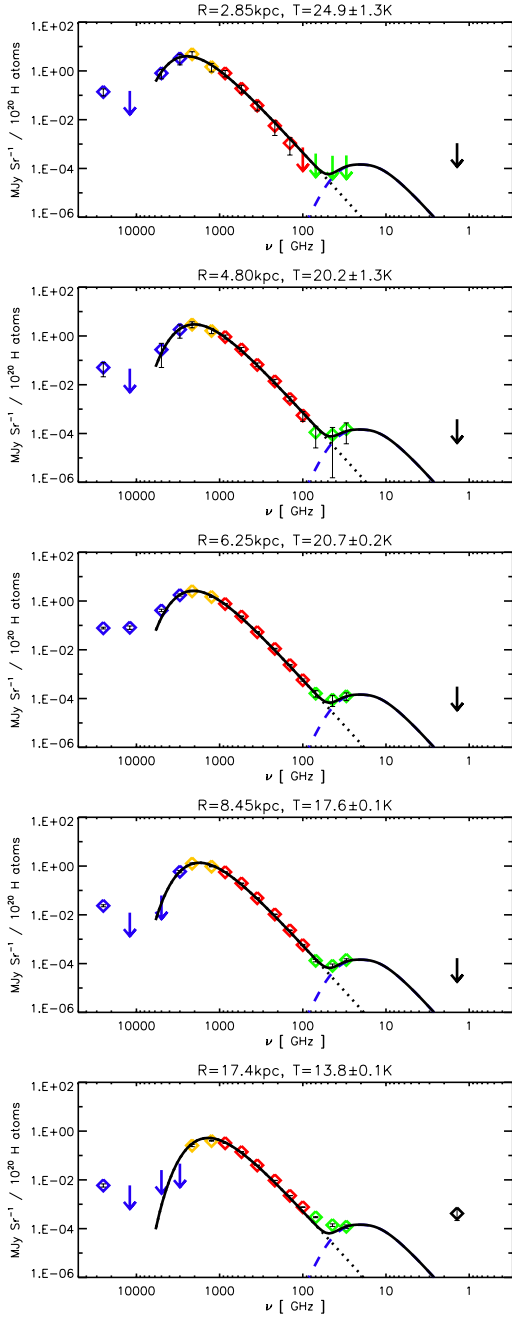 R=2.85kpc, T=24.9±1.3K
1.E+02
1.E+00
1.E-02
1.E-04
1.E-06
MJy Sr⁻¹ / 10²⁰ H atoms
10000 1000 100 10 1
ν [ GHz ]
R=4.80kpc, T=20.2±1.3K
1.E+02
1.E+00
1.E-02
1.E-04
1.E-06
MJy Sr⁻¹ / 10²⁰ H atoms
10000 1000 100 10 1
ν [ GHz ]
R=6.25kpc, T=20.7±0.2K
1.E+02
1.E+00
1.E-02
1.E-04
1.E-06
MJy Sr⁻¹ / 10²⁰ H atoms
10000 1000 100 10 1
ν [ GHz ]
R=8.45kpc, T=17.6±0.1K
1.E+02
1.E+00
1.E-02
1.E-04
1.E-06
MJy Sr⁻¹ / 10²⁰ H atoms
10000 1000 100 10 1
ν [ GHz ]
R=17.4kpc, T=13.8±0.1K
1.E+02
1.E+00
1.E-02
1.E-04
1.E-06
MJy Sr⁻¹ / 10²⁰ H atoms
10000 1000 100 10 1
ν [ GHz ]